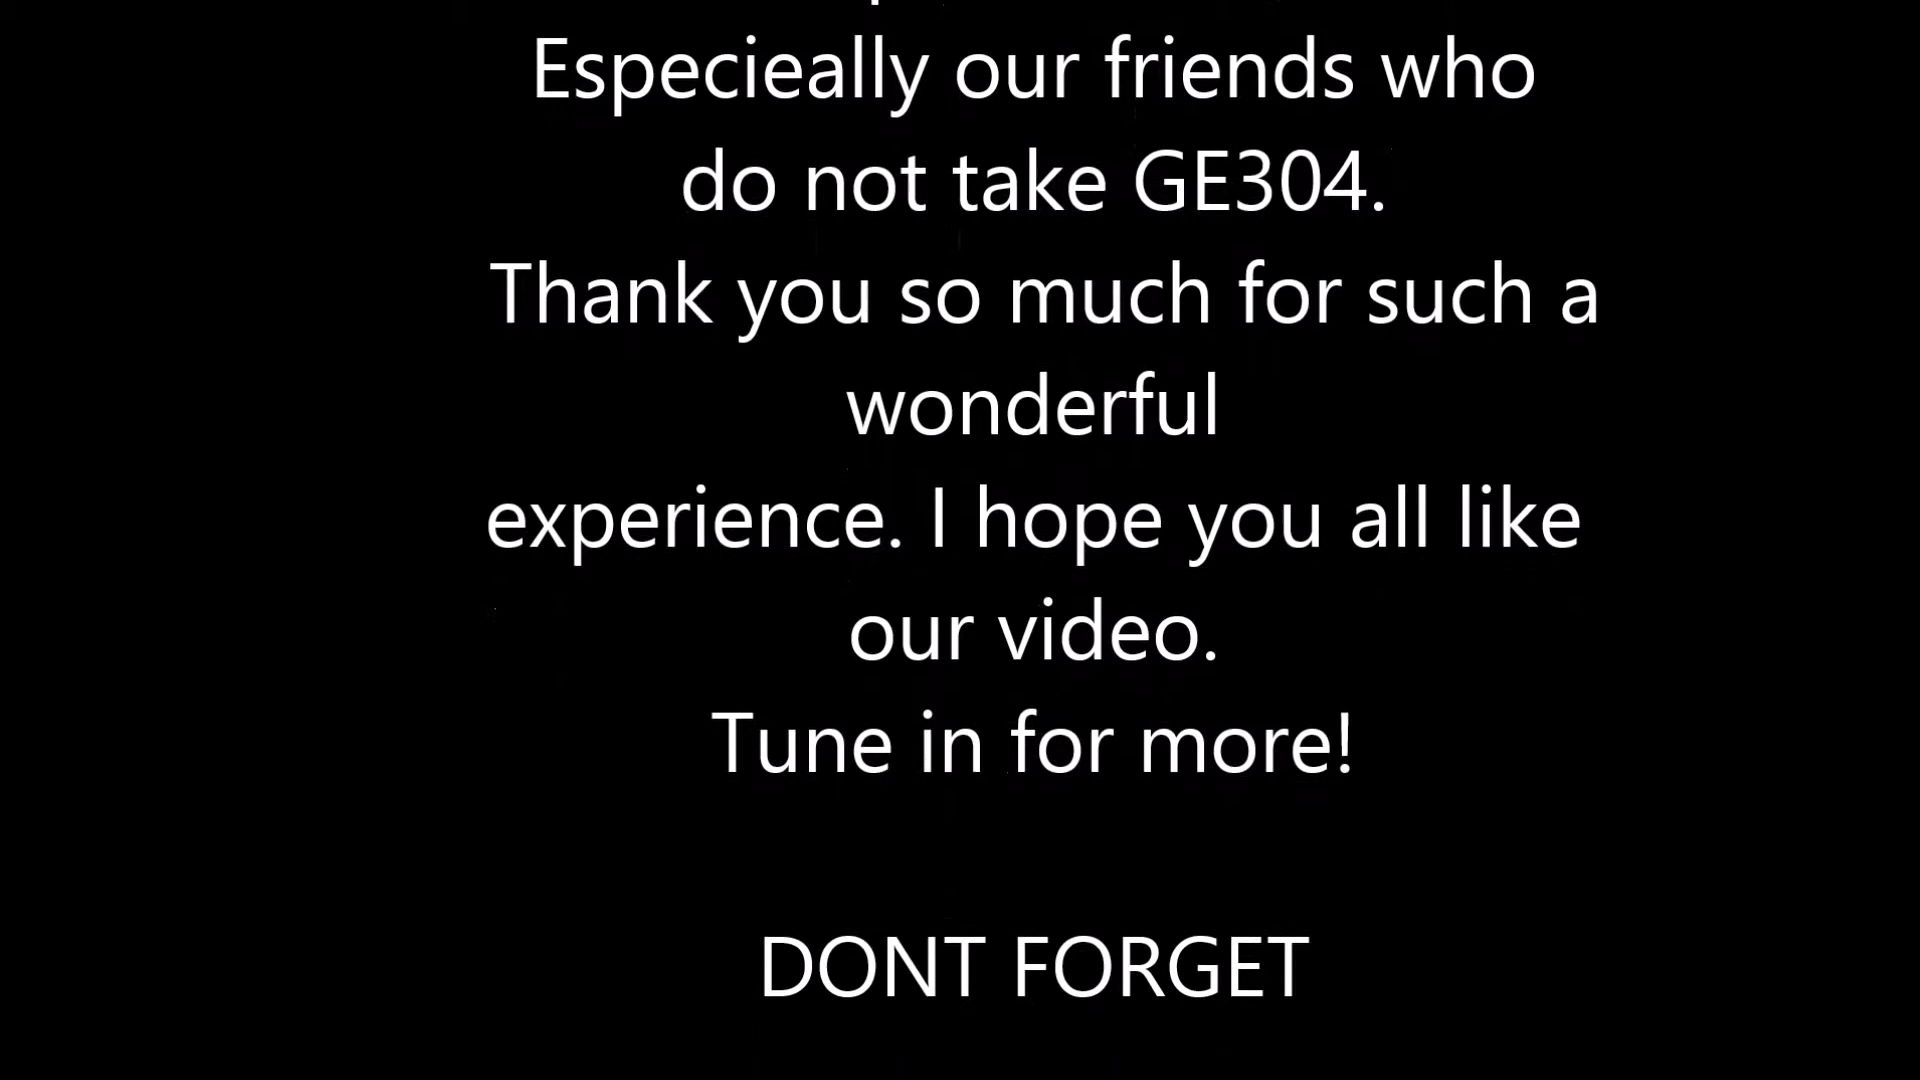 Especieally our friends who
do not take GE304.
Thank you so much for such a
wonderful
experience. I hope you all like
our video.
Tune in for more!
DONT FORGET